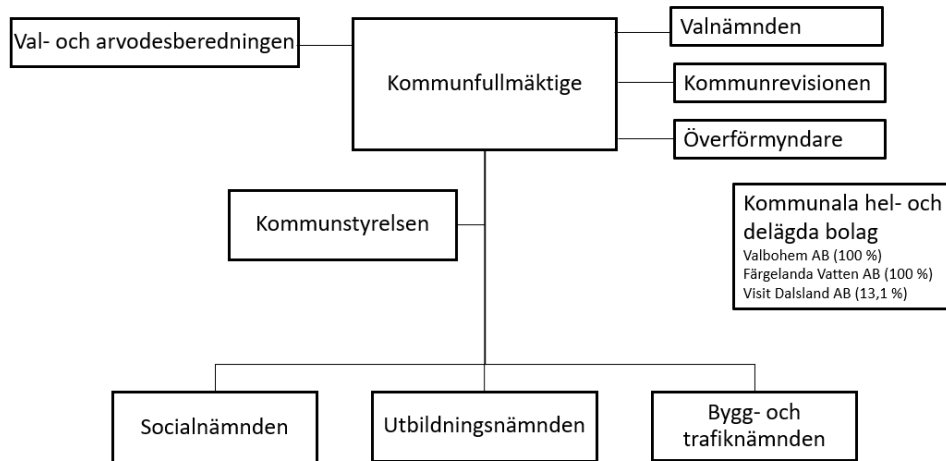 Val- och arvodesberedningen
Kommunfullmäktige
Valnämnden
Kommunrevisionen
Överförmyndare
Kommunstyrelsen
Kommunala hel- och
delägda bolag
Valbohem AB (100 %)
Färgelanda Vatten AB (100 %)
Visit Dalsland AB (13,1 %)
Socialnämnden
Utbildningsnämnden
Bygg- och
trafiknämnden